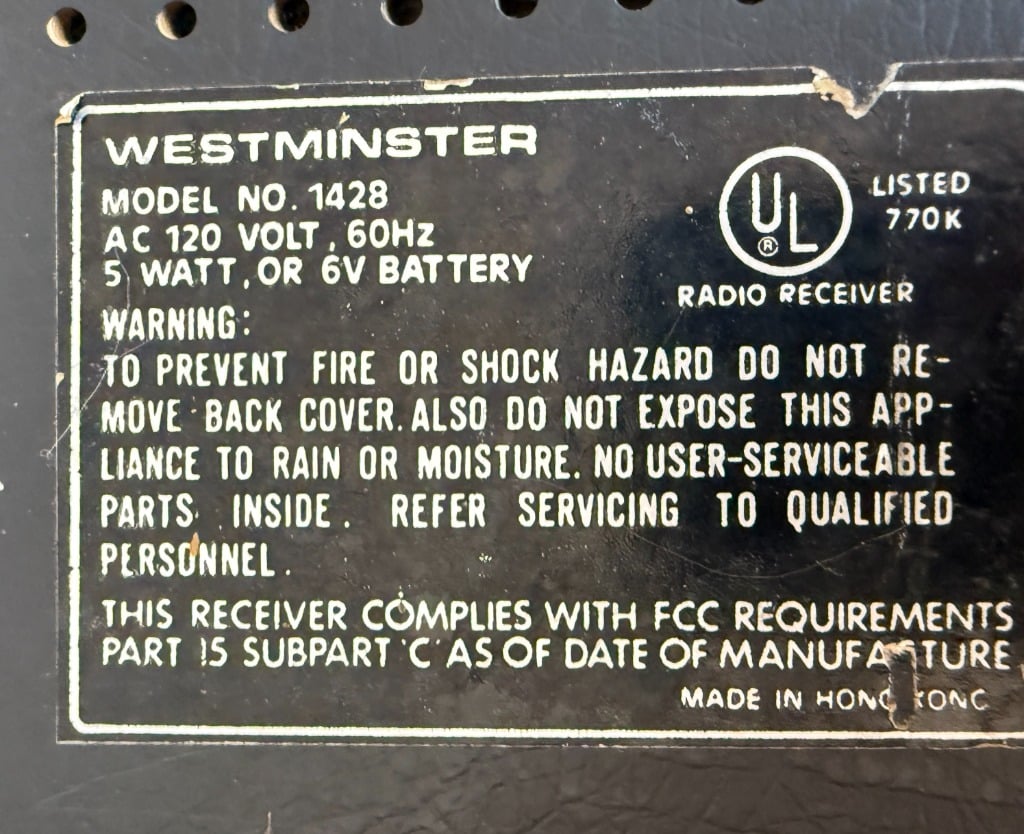 WESTMINSTER
MODEL NO. 1428
AC 120 VOLT, 60Hz
5 WATT, OR 6V BATTERY
UL ®
LISTED
770K
RADIO RECEIVER
WARNING:
TO PREVENT FIRE OR SHOCK HAZARD DO NOT RE-
MOVE BACK COVER. ALSO DO NOT EXPOSE THIS APP-
LIANCE TO RAIN OR MOISTURE. NO USER-SERVICEABLE
PARTS INSIDE. REFER SERVICING TO QUALIFIED
PERSONNEL.
THIS RECEIVER COMPLIES WITH FCC REQUIREMENTS
PART 15 SUBPART 'C' AS OF DATE OF MANUFACTURE
MADE IN HONG KONG